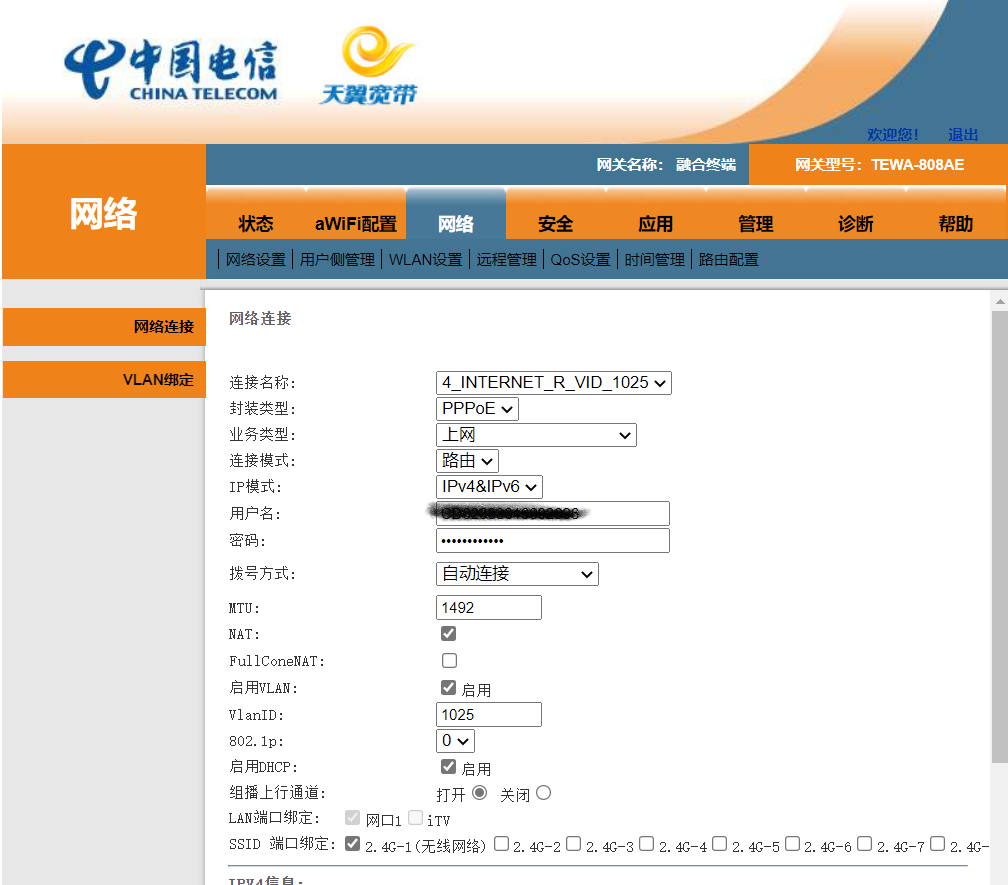 中国电信
CHINA TELECOM
天翼宽带
欢迎您! 退出
网络
网关名称: 融合终端 网关型号: TEWA-808AE
状态 aWiFi配置 网络 安全 应用 管理 诊断 帮助
网络设置 用户侧管理 WLAN设置 远程管理 QoS设置 时间管理 路由配置
网络连接
VLAN绑定
网络连接
连接名称: 4_INTERNET_R_VID_1025
封装类型: PPPoE
业务类型: 上网
连接模式: 路由
IP模式: IPv4&IPv6
用户名:
密码: ••••••••••••
拨号方式: 自动连接
MTU: 1492
NAT:
FullConeNAT:
启用VLAN: 启用
VlanID: 1025
802.1p: 0
启用DHCP: 启用
组播上行通道: 打开 关闭
LAN端口绑定: 网口1 iTV
SSID 端口绑定: 2.4G-1(无线网络) 2.4G-2 2.4G-3 2.4G-4 2.4G-5 2.4G-6 2.4G-7 2.4G-
IPV4信息: